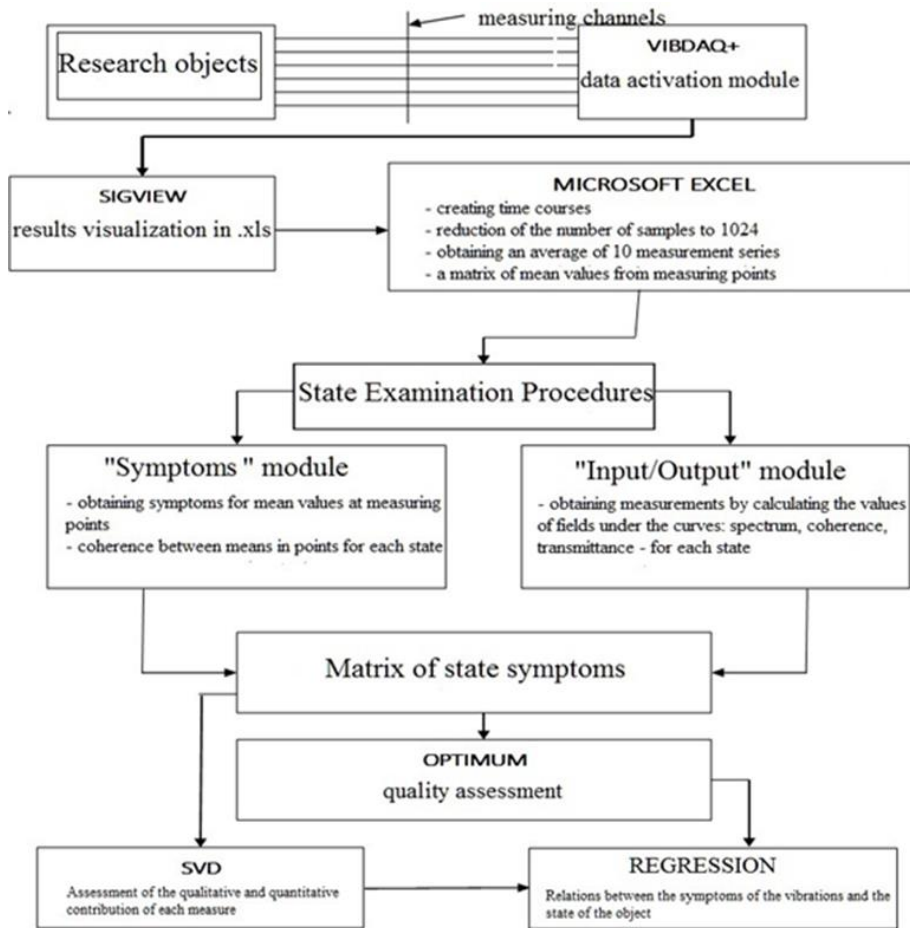 measuring channels
Research objects
VIBDAQ+
data activation module
SIGVIEW
results visualization in .xls
MICROSOFT EXCEL
- creating time courses
- reduction of the number of samples to 1024
- obtaining an average of 10 measurement series
- a matrix of mean values from measuring points
State Examination Procedures
"Symptoms " module
- obtaining symptoms for mean values at measuring
points
- coherence between means in points for each state
"Input/Output" module
- obtaining measurements by calculating the values
of fields under the curves: spectrum, coherence,
transmittance - for each state
Matrix of state symptoms
OPTIMUM
quality assessment
SVD
Assessment of the qualitative and quantitative
contribution of each measure
REGRESSION
Relations between the symptoms of the vibrations and the
state of the object